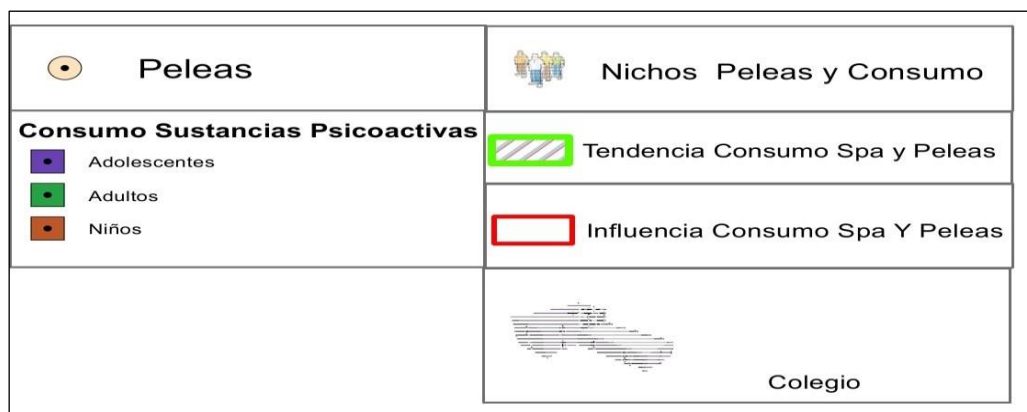 Peleas
Nichos Peleas y Consumo
Consumo Sustancias Psicoactivas
Adolescentes
Adultos
Niños
Tendencia Consumo Spa y Peleas
Influencia Consumo Spa Y Peleas
Colegio